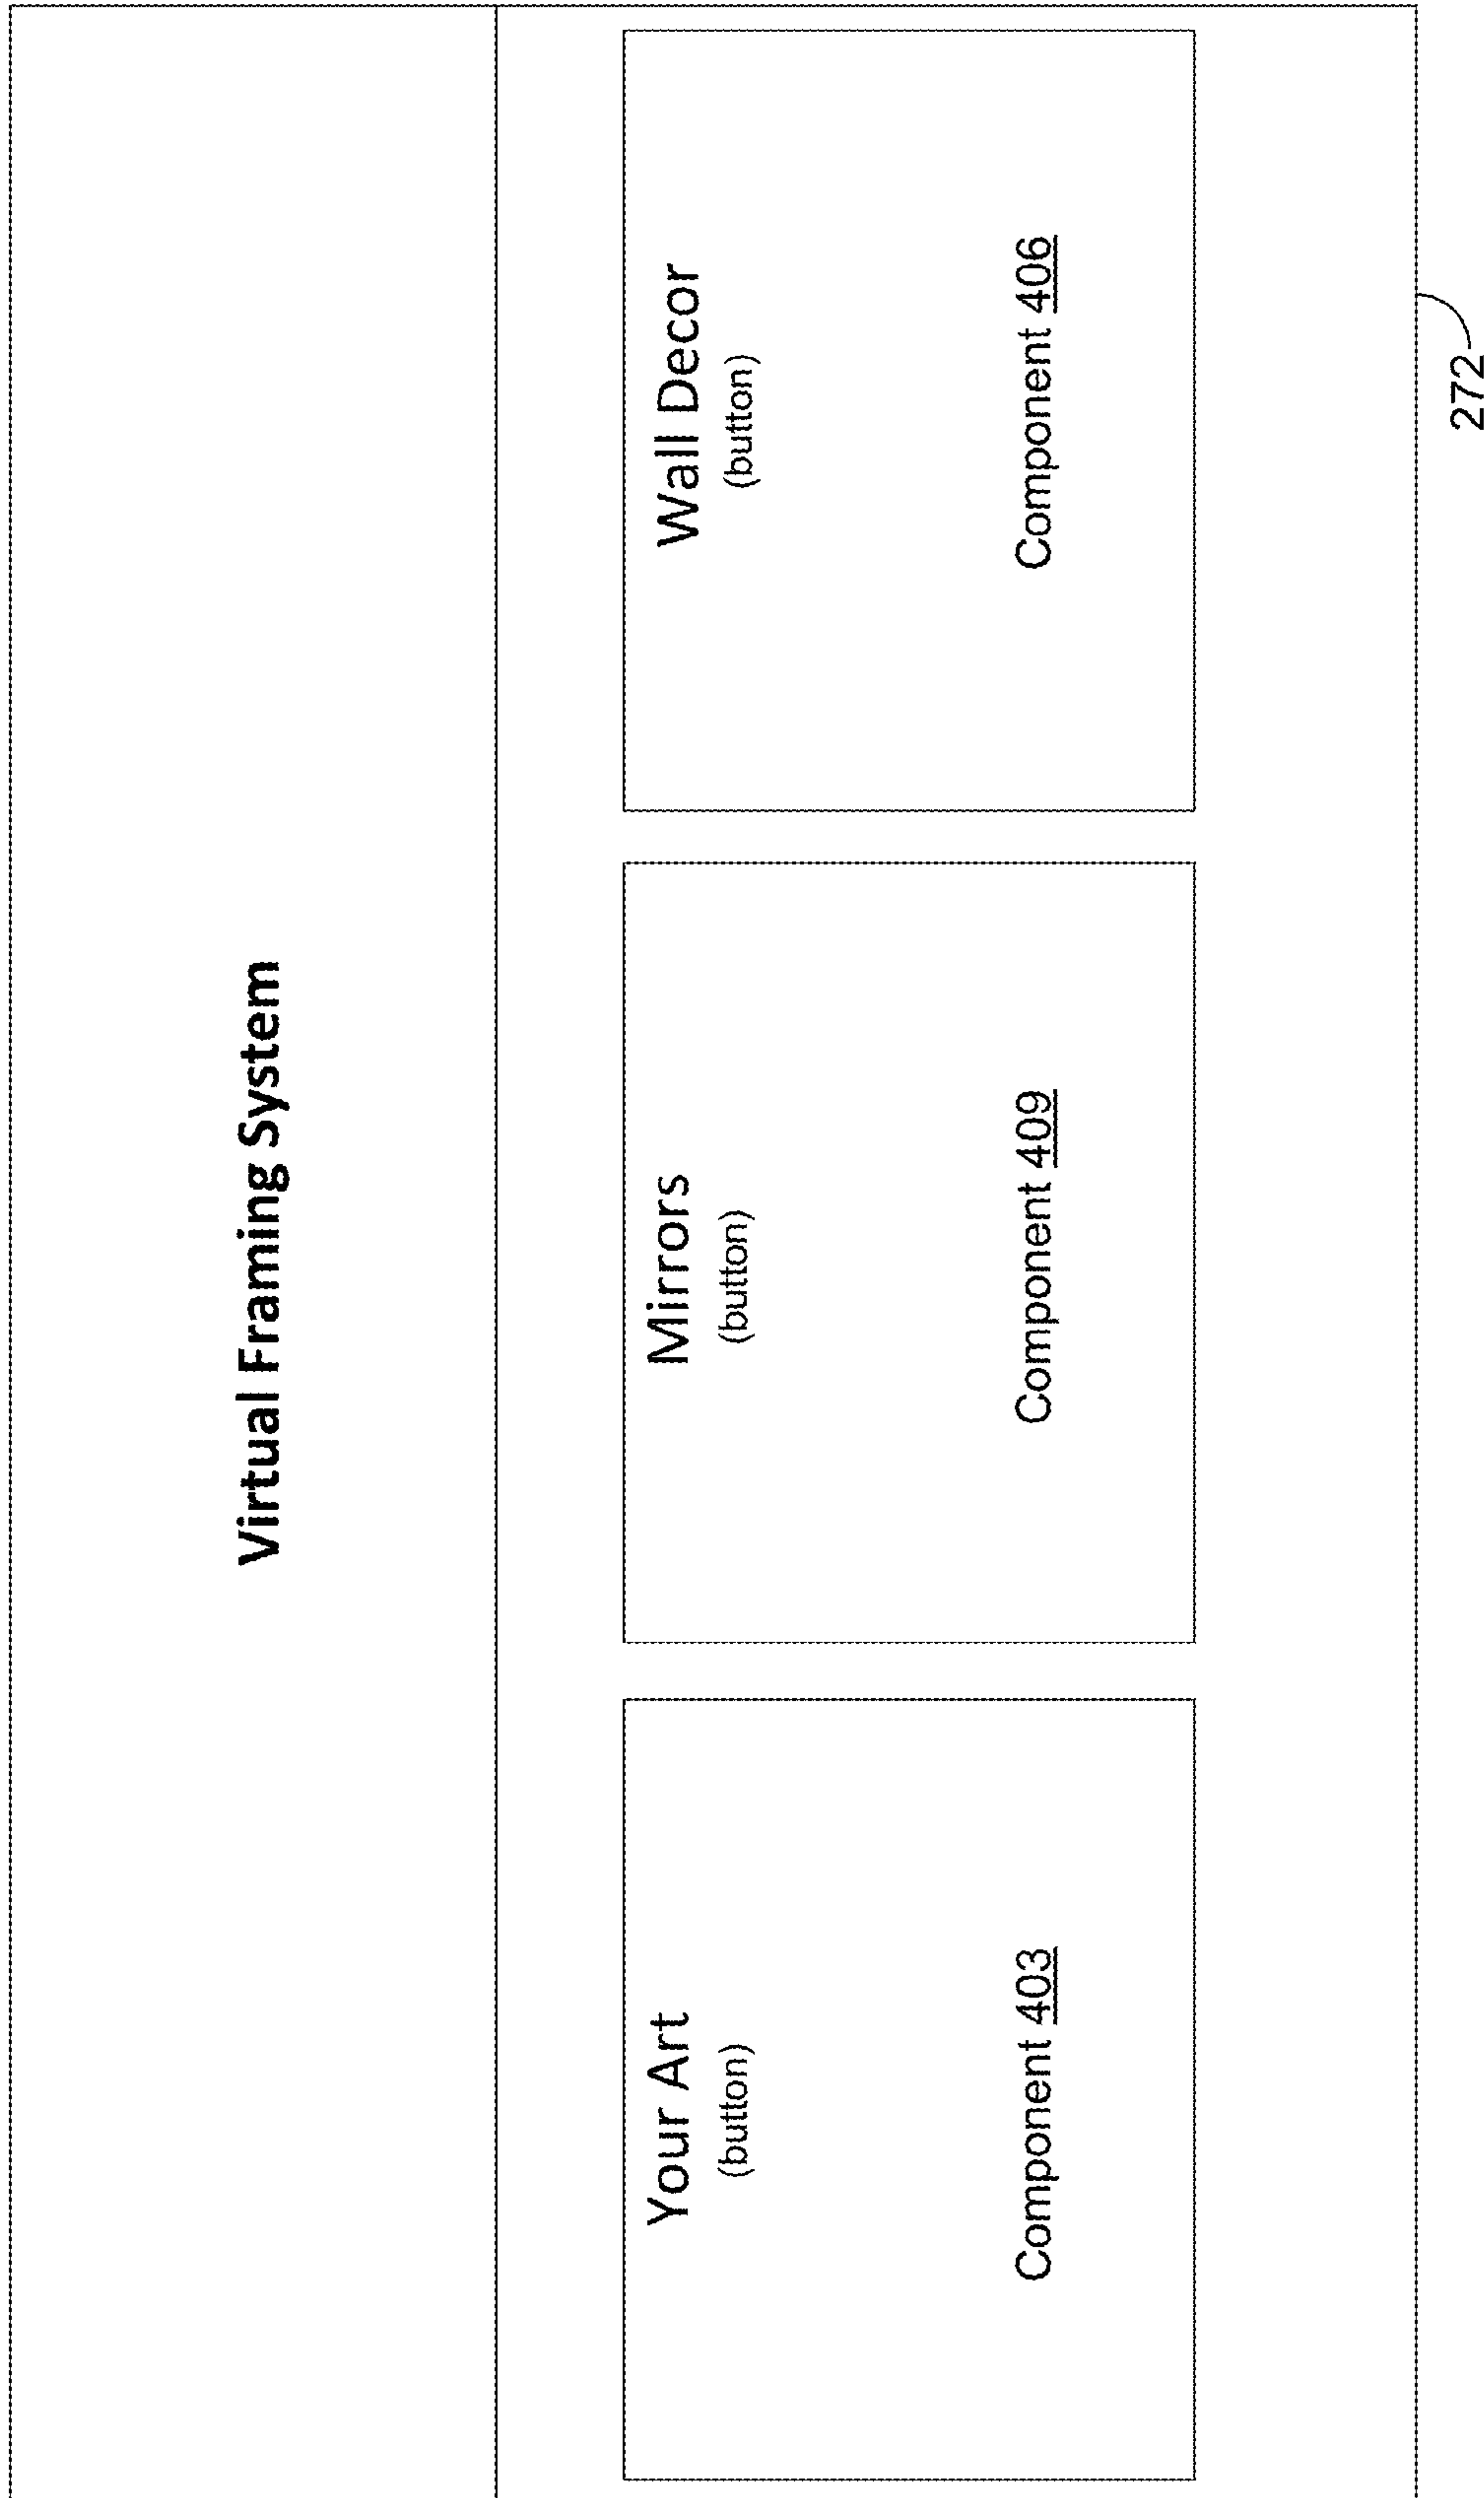 Virtual Framing System
Your Art
(button)
Component 403
Mirrors
(button)
Component 409
Wall Decor
(button)
Component 406
272